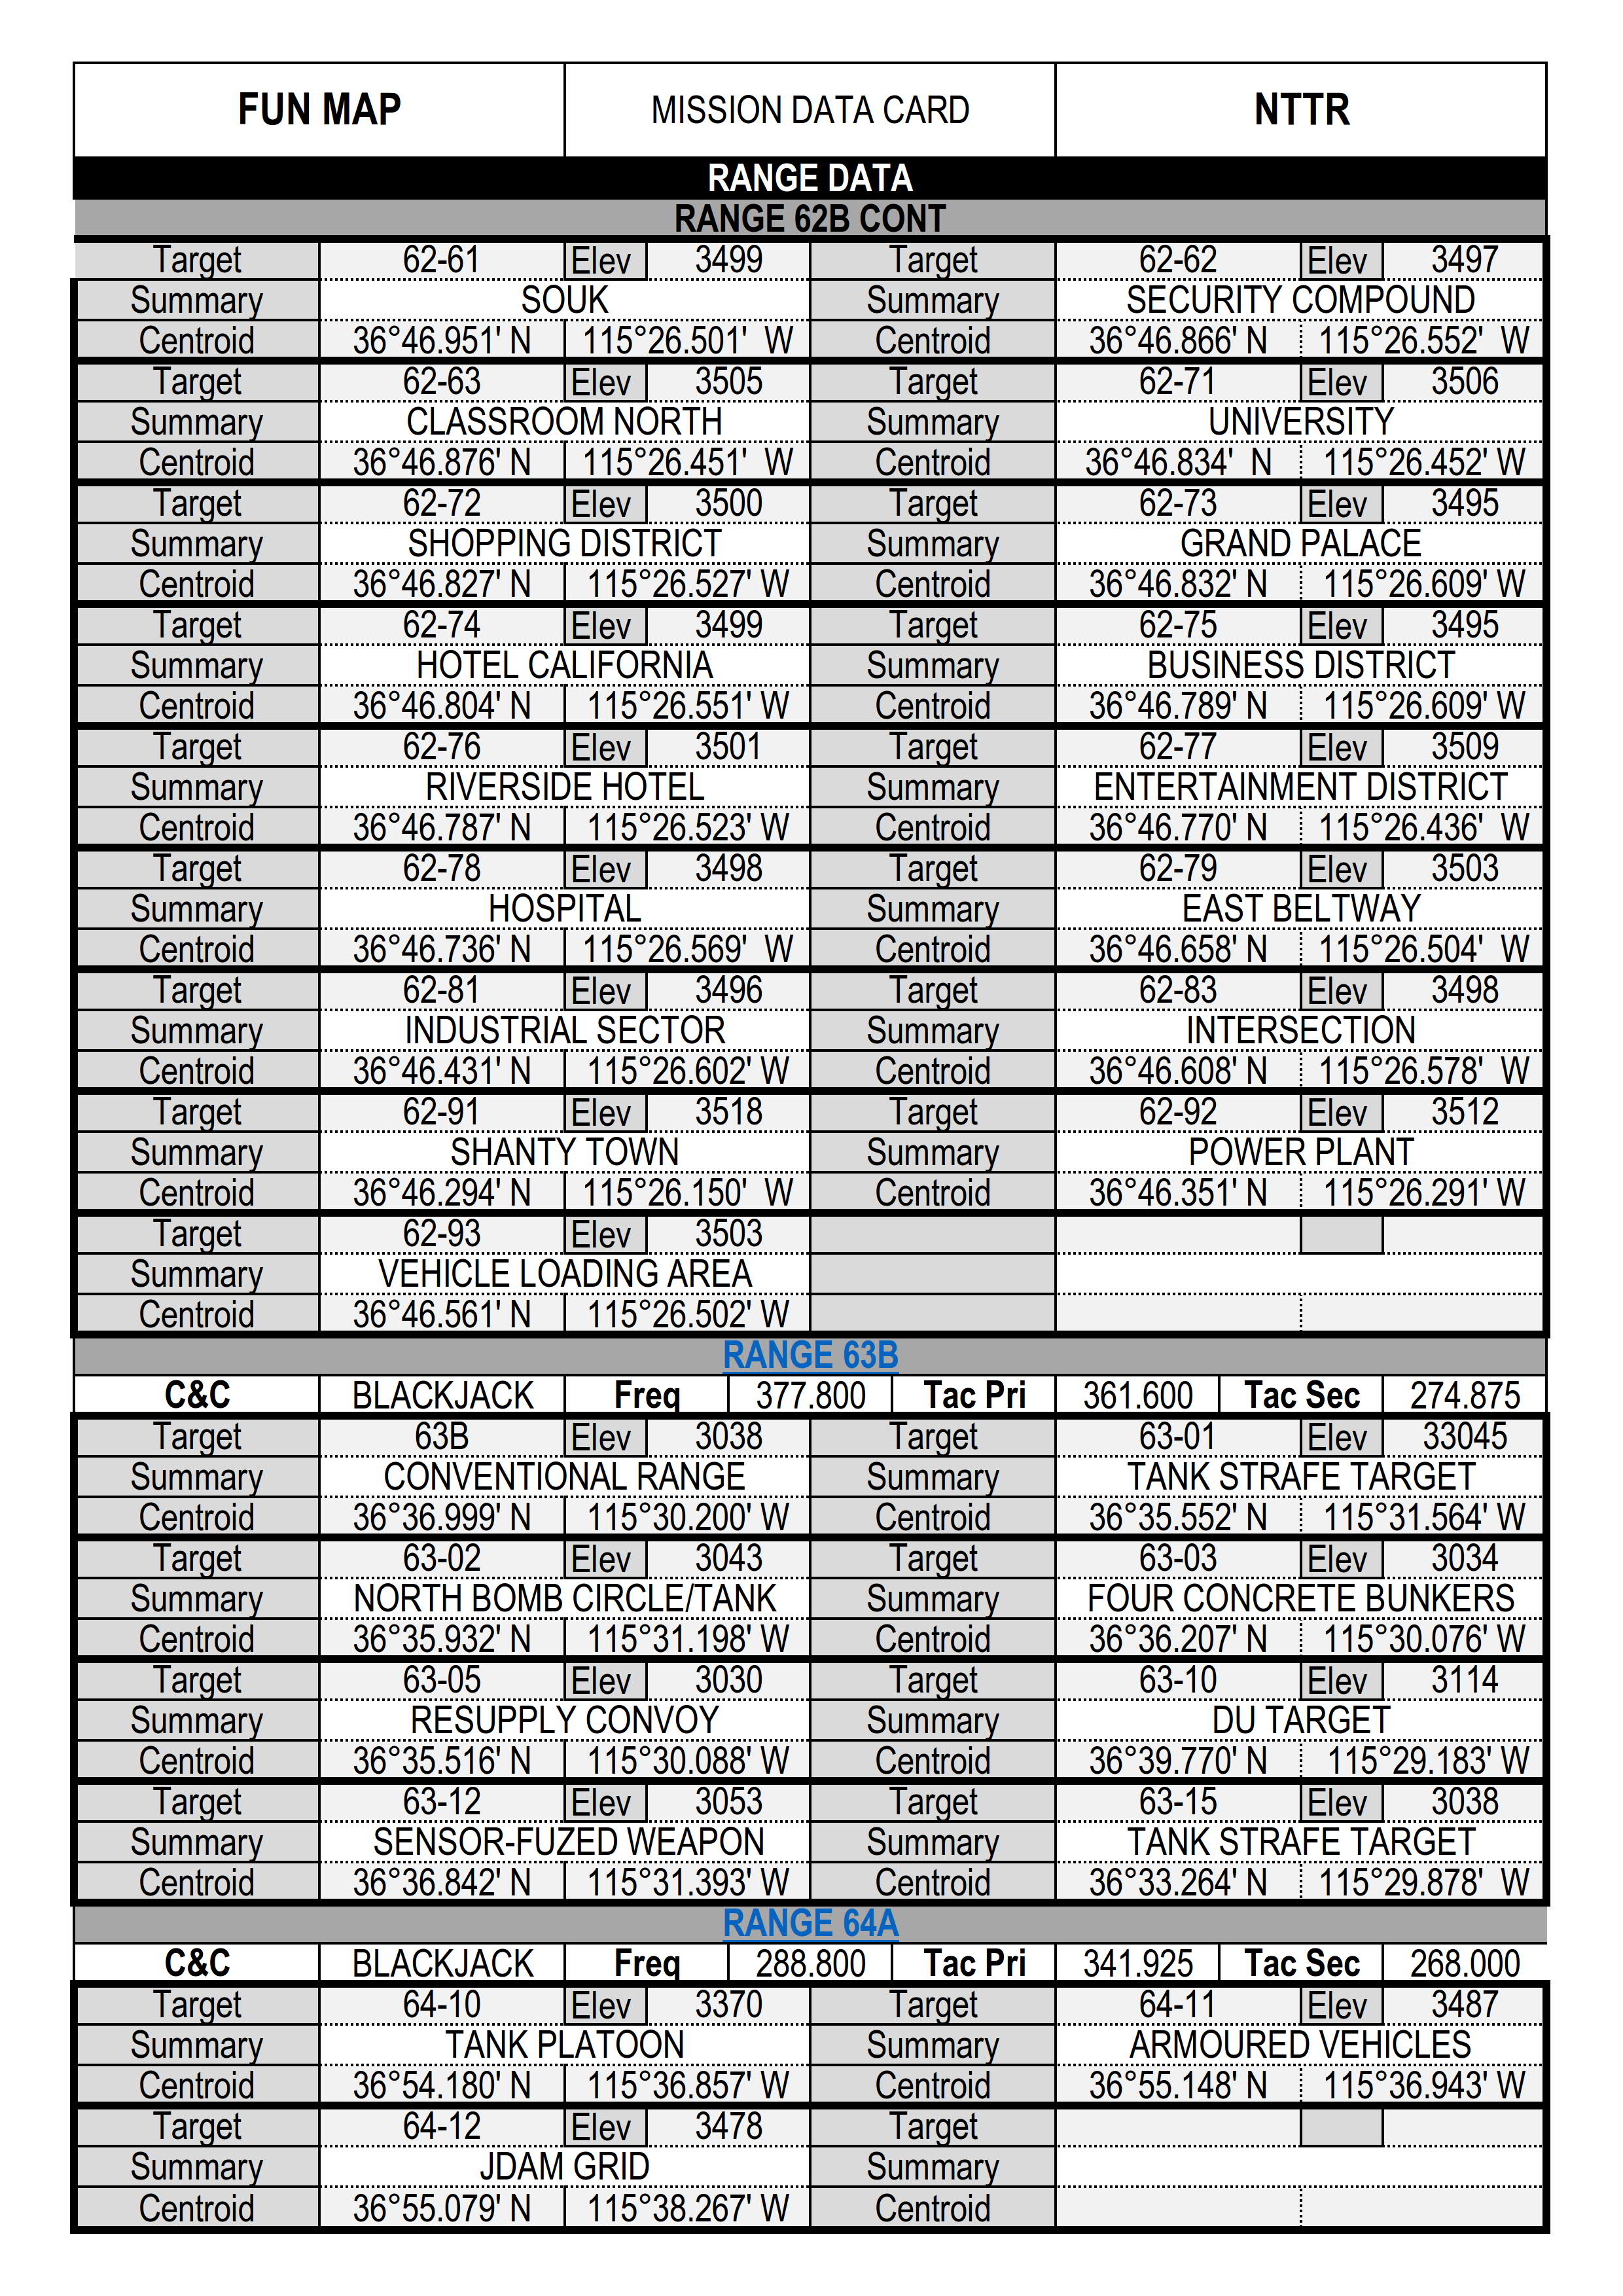 FUN MAP MISSION DATA CARD NTTR
RANGE DATA
RANGE 62B CONT
Target 62-61 Elev 3499 Target 62-62 Elev 3497
Summary SOUK Summary SECURITY COMPOUND
Centroid 36°46.951' N 115°26.501' W Centroid 36°46.866' N 115°26.552' W
Target 62-63 Elev 3505 Target 62-71 Elev 3506
Summary CLASSROOM NORTH Summary UNIVERSITY
Centroid 36°46.876' N 115°26.451' W Centroid 36°46.834' N 115°26.452' W
Target 62-72 Elev 3500 Target 62-73 Elev 3495
Summary SHOPPING DISTRICT Summary GRAND PALACE
Centroid 36°46.827' N 115°26.527' W Centroid 36°46.832' N 115°26.609' W
Target 62-74 Elev 3499 Target 62-75 Elev 3495
Summary HOTEL CALIFORNIA Summary BUSINESS DISTRICT
Centroid 36°46.804' N 115°26.551' W Centroid 36°46.789' N 115°26.609' W
Target 62-76 Elev 3501 Target 62-77 Elev 3509
Summary RIVERSIDE HOTEL Summary ENTERTAINMENT DISTRICT
Centroid 36°46.787' N 115°26.523' W Centroid 36°46.770' N 115°26.436' W
Target 62-78 Elev 3498 Target 62-79 Elev 3503
Summary HOSPITAL Summary EAST BELTWAY
Centroid 36°46.736' N 115°26.569' W Centroid 36°46.658' N 115°26.504' W
Target 62-81 Elev 3496 Target 62-83 Elev 3498
Summary INDUSTRIAL SECTOR Summary INTERSECTION
Centroid 36°46.431' N 115°26.602' W Centroid 36°46.608' N 115°26.578' W
Target 62-91 Elev 3518 Target 62-92 Elev 3512
Summary SHANTY TOWN Summary POWER PLANT
Centroid 36°46.294' N 115°26.150' W Centroid 36°46.351' N 115°26.291' W
Target 62-93 Elev 3503
Summary VEHICLE LOADING AREA
Centroid 36°46.561' N 115°26.502' W
RANGE 63B
C&C BLACKJACK Freq 377.800 Tac Pri 361.600 Tac Sec 274.875
Target 63B Elev 3038 Target 63-01 Elev 33045
Summary CONVENTIONAL RANGE Summary TANK STRAFE TARGET
Centroid 36°36.999' N 115°30.200' W Centroid 36°35.552' N 115°31.564' W
Target 63-02 Elev 3043 Target 63-03 Elev 3034
Summary NORTH BOMB CIRCLE/TANK Summary FOUR CONCRETE BUNKERS
Centroid 36°35.932' N 115°31.198' W Centroid 36°36.207' N 115°30.076' W
Target 63-05 Elev 3030 Target 63-10 Elev 3114
Summary RESUPPLY CONVOY Summary DU TARGET
Centroid 36°35.516' N 115°30.088' W Centroid 36°39.770' N 115°29.183' W
Target 63-12 Elev 3053 Target 63-15 Elev 3038
Summary SENSOR-FUZED WEAPON Summary TANK STRAFE TARGET
Centroid 36°36.842' N 115°31.393' W Centroid 36°33.264' N 115°29.878' W
RANGE 64A
C&C BLACKJACK Freq 288.800 Tac Pri 341.925 Tac Sec 268.000
Target 64-10 Elev 3370 Target 64-11 Elev 3487
Summary TANK PLATOON Summary ARMOURED VEHICLES
Centroid 36°54.180' N 115°36.857' W Centroid 36°55.148' N 115°36.943' W
Target 64-12 Elev 3478 Target
Summary JDAM GRID Summary
Centroid 36°55.079' N 115°38.267' W Centroid